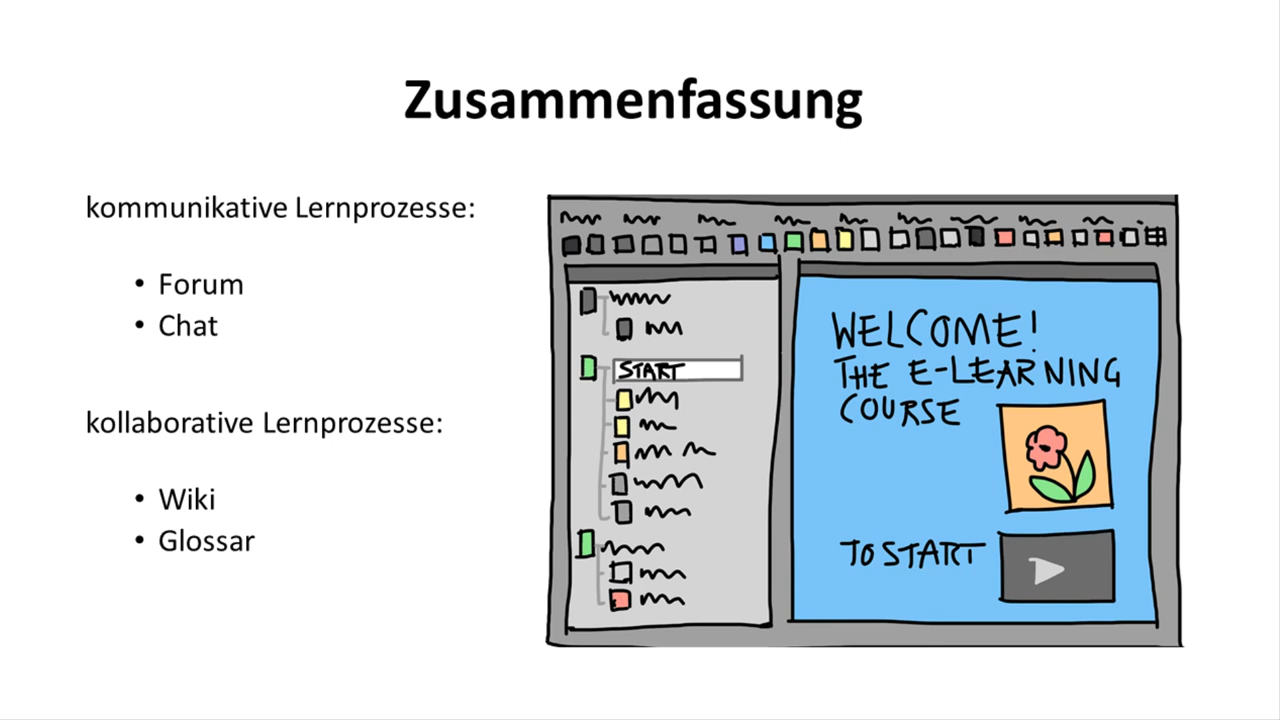 Zusammenfassung
kommunikative Lernprozesse:
• Forum
• Chat
kollaborative Lernprozesse:
• Wiki
• Glossar
START
WELCOME!
THE E-LEARNING
COURSE
TO START